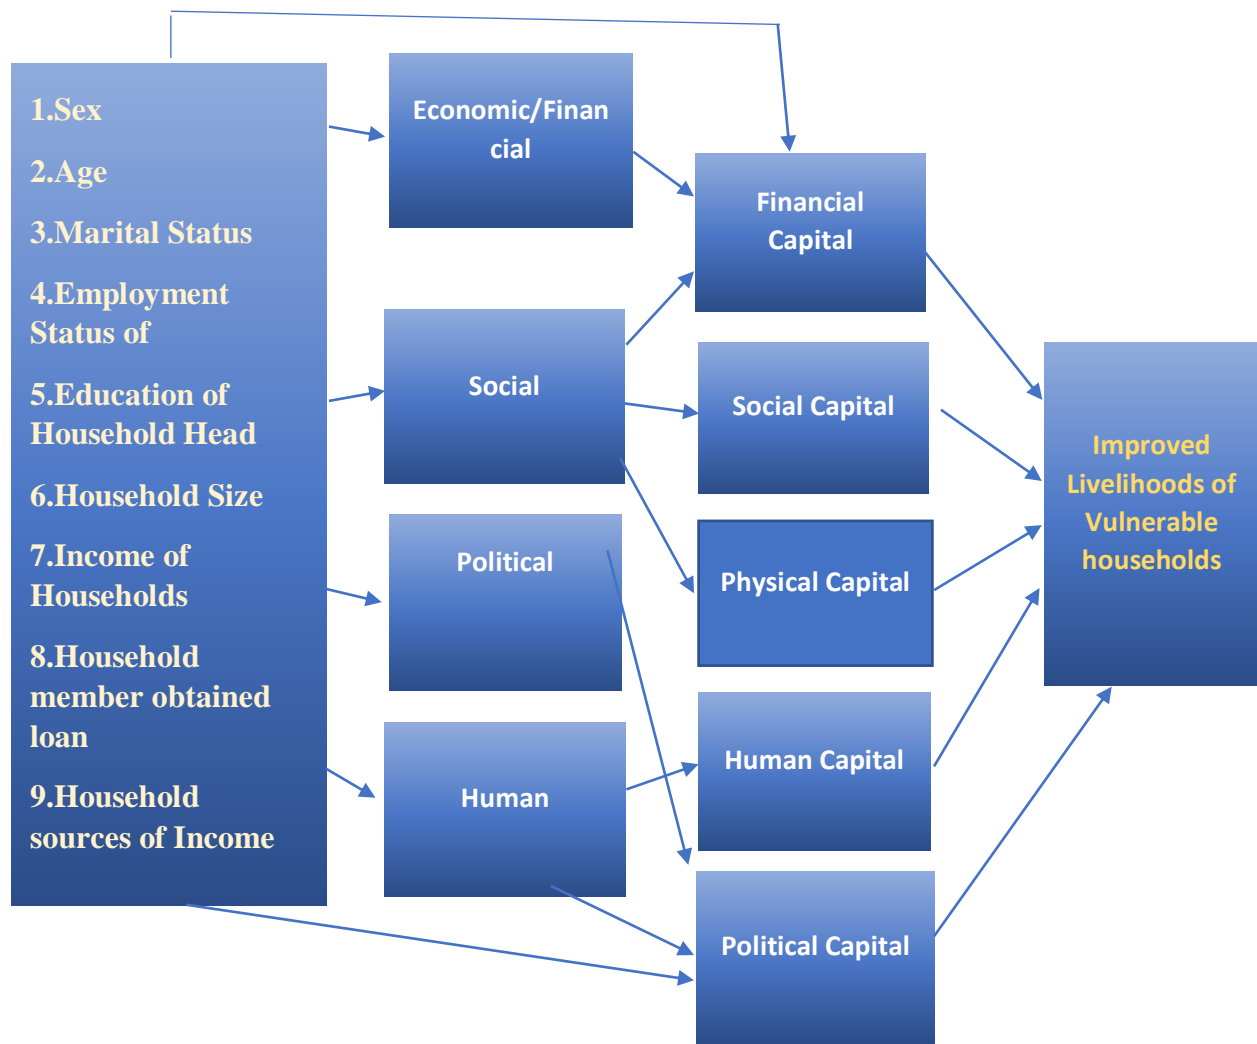 1.Sex
2.Age
3.Marital Status
4.Employment
Status of
5.Education of
Household Head
6.Household Size
7.Income of
Households
8.Household
member obtained
loan
9.Household
sources of Income
Economic/Finan
cial
Social
Political
Human
Financial
Capital
Social Capital
Physical Capital
Human Capital
Political Capital
Improved
Livelihoods of
Vulnerable
households